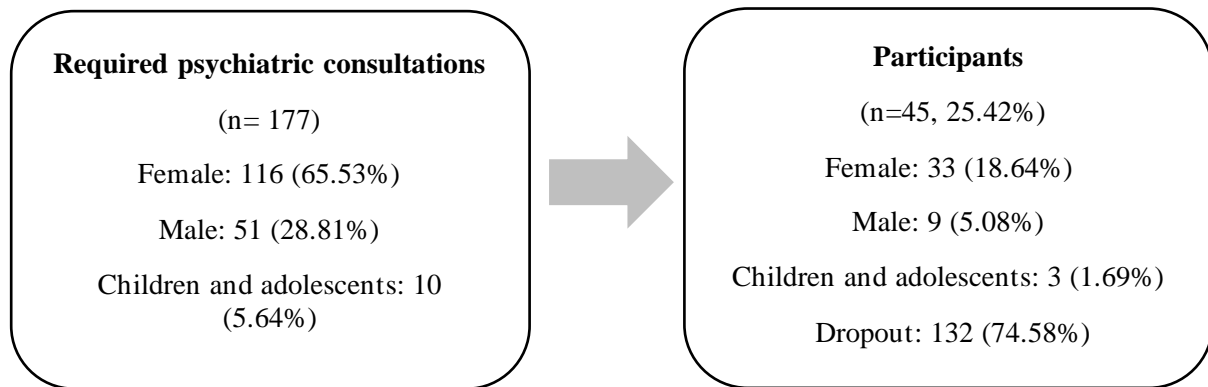 Required psychiatric consultations
(n= 177)
Female: 116 (65.53%)
Male: 51 (28.81%)
Children and adolescents: 10
(5.64%)
Participants
(n=45, 25.42%)
Female: 33 (18.64%)
Male: 9 (5.08%)
Children and adolescents: 3 (1.69%)
Dropout: 132 (74.58%)